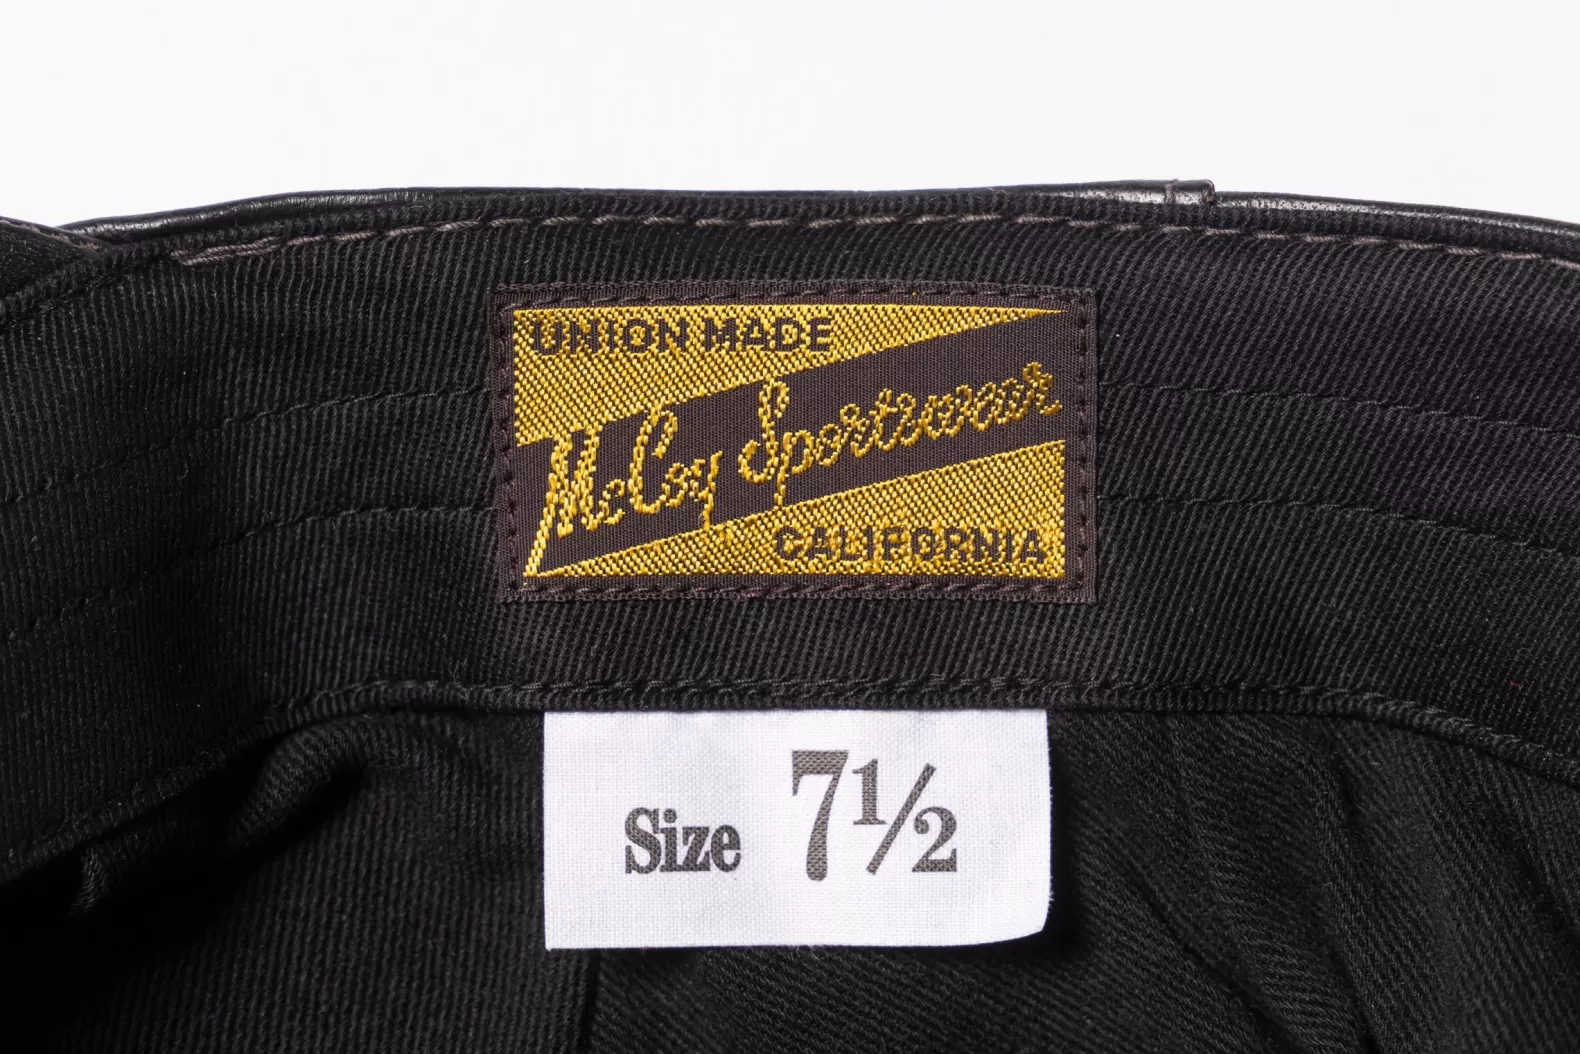 UNION MADE
McCoy Sportswear
CALIFORNIA
Size 7½